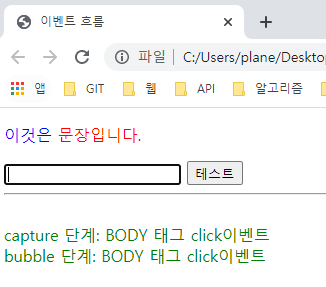 이벤트 흐름
파일 C:/Users/plane/Deskto
앱 GIT 웹 API 알고리즘
이것은 문장입니다.
테스트
capture 단계: BODY 태그 click이벤트
bubble 단계: BODY 태그 click이벤트